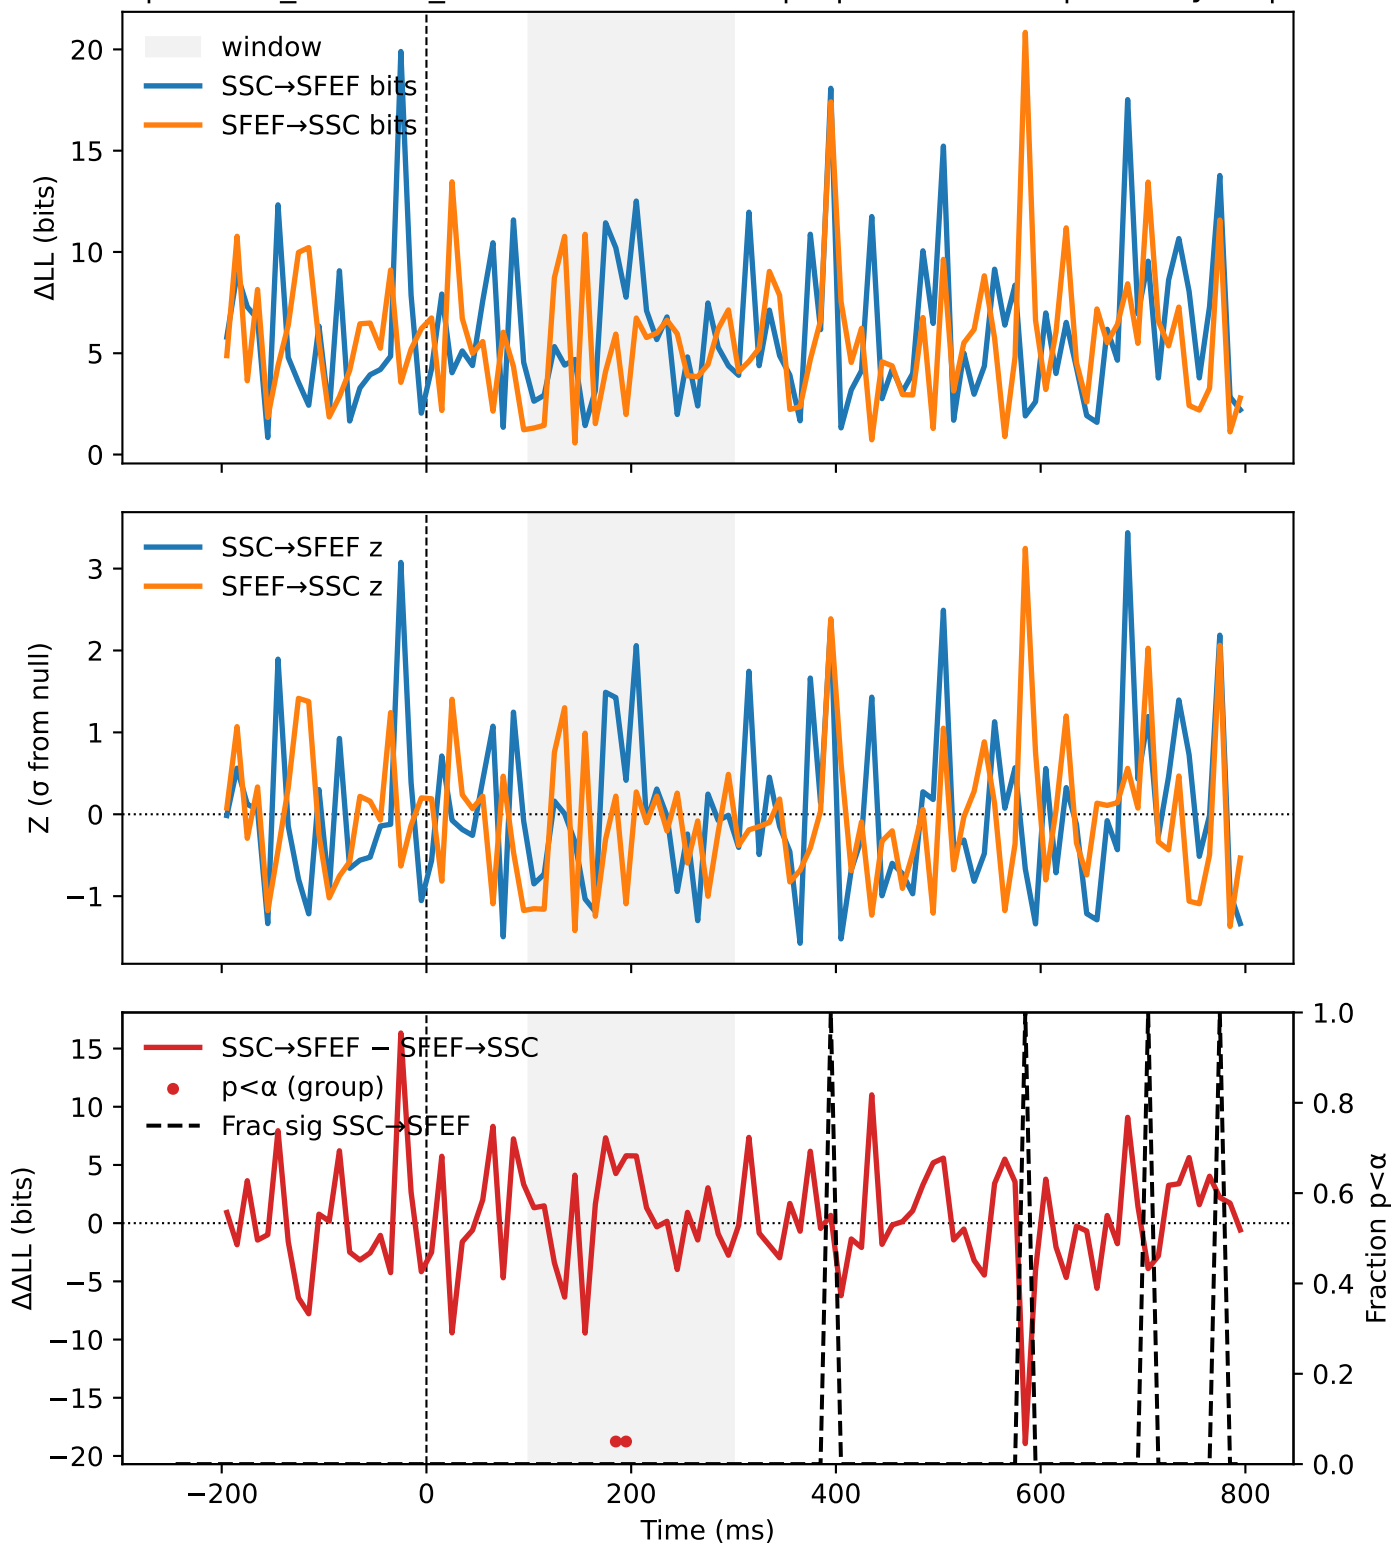 window
SSC→SFEF bits
SFEF→SSC bits
20
15
10
5
0
ΔLL (bits)
SSC→SFEF z
SFEF→SSC z
3
2
1
0
−1
Z (σ from null)
SSC→SFEF − SFEF→SSC
p<α (group)
Frac sig SSC→SFEF
15
10
5
0
−5
−10
−15
−20
ΔΔLL (bits)
1.0
0.8
0.6
0.4
0.2
0.0
Fraction p<α
−200 0 200 400 600 800
Time (ms)